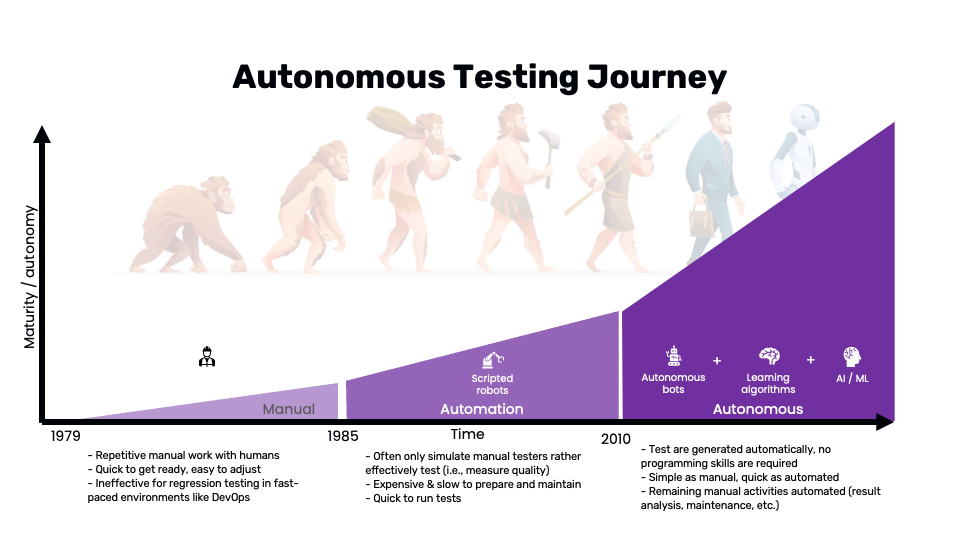 Autonomous Testing Journey
Maturity / autonomy
Manual
Scripted
robots
Automation
Autonomous
bots
+
Learning
algorithms
+
AI / ML
Autonomous
1979
1985
Time
2010
- Repetitive manual work with humans
- Quick to get ready, easy to adjust
- Ineffective for regression testing in fast-
paced environments like DevOps
- Often only simulate manual testers rather
effectively test (i.e., measure quality)
- Expensive & slow to prepare and maintain
- Quick to run tests
- Test are generated automatically, no
programming skills are required
- Simple as manual, quick as automated
- Remaining manual activities automated (result
analysis, maintenance, etc.)